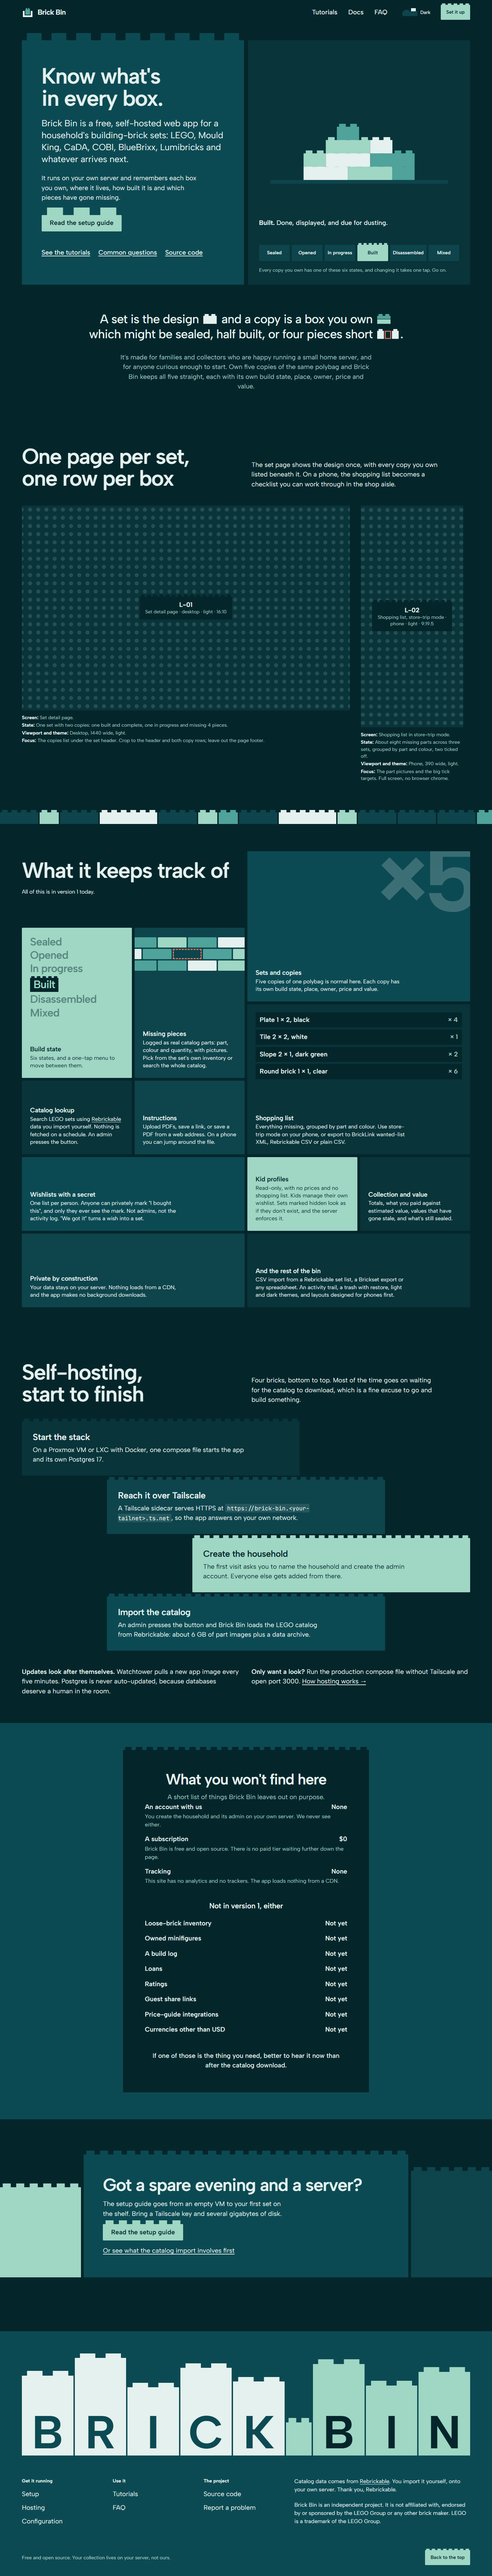 Brick Bin
Tutorials Docs FAQ Dark Set it up
Know what's
in every box.
Brick Bin is a free, self-hosted web app for a
household's building-brick sets: LEGO, Mould
King, CaDA, COBI, BlueBrixx, Lumibricks and
whatever arrives next.
It runs on your own server and remembers each box
you own, where it lives, how built it is and which
pieces have gone missing.
Read the setup guide
See the tutorials Common questions Source code
Built. Done, displayed, and due for dusting.
Sealed Opened In progress Built Disassembled Mixed
Every copy you own has one of these six states, and changing it takes one tap. Go on.
A set is the design and a copy is a box you own
which might be sealed, half built, or four pieces short .
It's made for families and collectors who are happy running a small home server, and
for anyone curious enough to start. Own five copies of the same polybag and Brick
Bin keeps all five straight, each with its own build state, place, owner, price and
value.
One page per set,
one row per box
The set page shows the design once, with every copy you own
listed beneath it. On a phone, the shopping list becomes a
checklist you can work through in the shop aisle.
L-01
Set detail page · desktop · light · 16:10
L-02
Shopping list, store-trip mode ·
phone · light · 9:19.5
Screen: Set detail page.
State: One set with two copies: one built and complete, one in progress and missing 4 pieces.
Viewport and theme: Desktop, 1440 wide, light.
Focus: The copies list under the set header. Crop to the header and both copy rows; leave out the page footer.
Screen: Shopping list in store-trip mode.
State: About eight missing parts across three
sets, grouped by part and colour, two ticked
off.
Viewport and theme: Phone, 390 wide, light.
Focus: The part pictures and the big tick
targets. Full screen, no browser chrome.
What it keeps track of
All of this is in version 1 today.
×5
Sets and copies
Five copies of one polybag is normal here. Each copy has
its own build state, place, owner, price and value.
Sealed
Opened
In progress
Built
Disassembled
Mixed
Build state
Six states, and a one-tap menu to
move between them.
Missing pieces
Logged as real catalog parts: part,
colour and quantity, with pictures.
Pick from the set's own inventory or
search the whole catalog.
Plate 1 × 2, black × 4
Tile 2 × 2, white × 1
Slope 2 × 1, dark green × 2
Round brick 1 × 1, clear × 6
Shopping list
Everything missing, grouped by part and colour. Use store-
trip mode on your phone, or export to BrickLink wanted-list
XML, Rebrickable CSV or plain CSV.
Catalog lookup
Search LEGO sets using Rebrickable
data you import yourself. Nothing is
fetched on a schedule. An admin
presses the button.
Instructions
Upload PDFs, save a link, or save a
PDF from a web address. On a phone
you can jump around the file.
Wishlists with a secret
One list per person. Anyone can privately mark "I bought
this", and only they ever see the mark. Not admins, not the
activity log. "We got it" turns a wish into a set.
Kid profiles
Read-only, with no prices and no
shopping list. Kids manage their own
wishlist. Sets marked hidden look as
if they don't exist, and the server
enforces it.
Collection and value
Totals, what you paid against
estimated value, values that have
gone stale, and what's still sealed.
Private by construction
Your data stays on your server. Nothing loads from a CDN,
and the app makes no background downloads.
And the rest of the bin
CSV import from a Rebrickable set list, a Brickset export or
any spreadsheet. An activity trail, a trash with restore, light
and dark themes, and layouts designed for phones first.
Self-hosting,
start to finish
Four bricks, bottom to top. Most of the time goes on waiting
for the catalog to download, which is a fine excuse to go and
build something.
Start the stack
On a Proxmox VM or LXC with Docker, one compose file starts the app
and its own Postgres 17.
Reach it over Tailscale
A Tailscale sidecar serves HTTPS at https://brick-bin.<your-
tailnet>.ts.net, so the app answers on your own network.
Create the household
The first visit asks you to name the household and create the admin
account. Everyone else gets added from there.
Import the catalog
An admin presses the button and Brick Bin loads the LEGO catalog
from Rebrickable: about 6 GB of part images plus a data archive.
Updates look after themselves. Watchtower pulls a new app image every
five minutes. Postgres is never auto-updated, because databases
deserve a human in the room.
Only want a look? Run the production compose file without Tailscale and
open port 3000. How hosting works →
What you won't find here
A short list of things Brick Bin leaves out on purpose.
An account with us None
You create the household and its admin on your own server. We never see
either.
A subscription $0
Brick Bin is free and open source. There is no paid tier waiting further down the
page.
Tracking None
This site has no analytics and no trackers. The app loads nothing from a CDN.
Not in version 1, either
Loose-brick inventory Not yet
Owned minifigures Not yet
A build log Not yet
Loans Not yet
Ratings Not yet
Guest share links Not yet
Price-guide integrations Not yet
Currencies other than USD Not yet
If one of those is the thing you need, better to hear it now than
after the catalog download.
Got a spare evening and a server?
The setup guide goes from an empty VM to your first set on
the shelf. Bring a Tailscale key and several gigabytes of disk.
Read the setup guide
Or see what the catalog import involves first
BRICK BIN
Get it running
Setup
Hosting
Configuration
Use it
Tutorials
FAQ
The project
Source code
Report a problem
Catalog data comes from Rebrickable. You import it yourself, onto
your own server. Thank you, Rebrickable.
Brick Bin is an independent project. It is not affiliated with, endorsed
by or sponsored by the LEGO Group or any other brick maker. LEGO
is a trademark of the LEGO Group.
Free and open source. Your collection lives on your server, not ours.
Back to the top